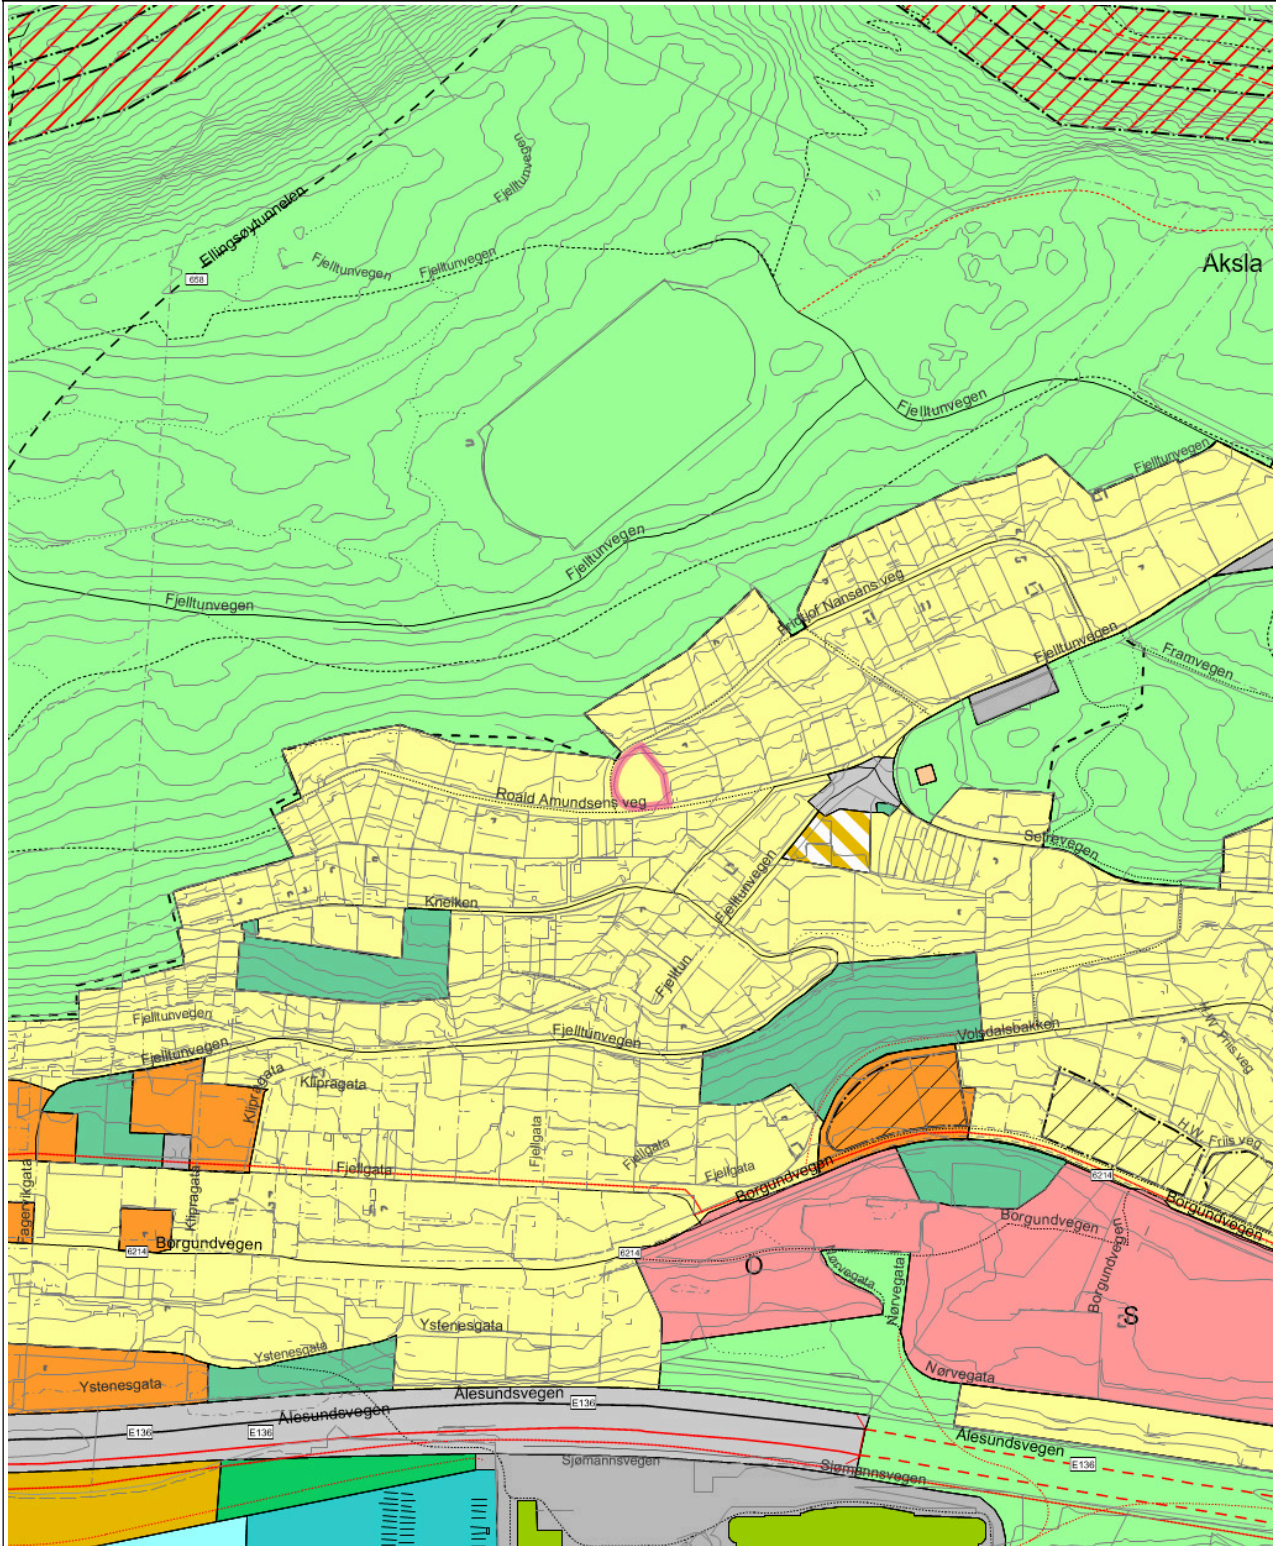 Fjelltunvegen
Ellingsøytunnelen
Fjelltunvegen
Fjelltunvegen
Aksla
658
Fjelltunvegen
Fjelltunvegen
Fjelltunvegen
Fridtjof Nansens veg
Fjelltunvegen
Fjelltunvegen
Framvegen
Roald Amundsens veg
Setrevegen
Fjelltunvegen
Kneiken
Fjelltun
Fjelltunvegen
Fjelltunvegen
Volsdalsbakken
Fjelltunvegen
H.W. Friis veg
Klipragata
Klipragata
Fjellgata
H.W. Friis veg
Fjellgata
Fjellgata
Fjellgata
Borgundvegen
6214
Fagervikgata
Klipragata
Borgundvegen
Borgundvegen
Borgundvegen
6214
6214
Borgundvegen
O
Nørvegata
Nørvegata
S
Ystenesgata
Ystenesgata
Nørvegata
Ystenesgata
Ålesundsvegen
E136
Ålesundsvegen
E136
E136
Ålesundsvegen
Sjømannsvegen
Sjømannsvegen
E136